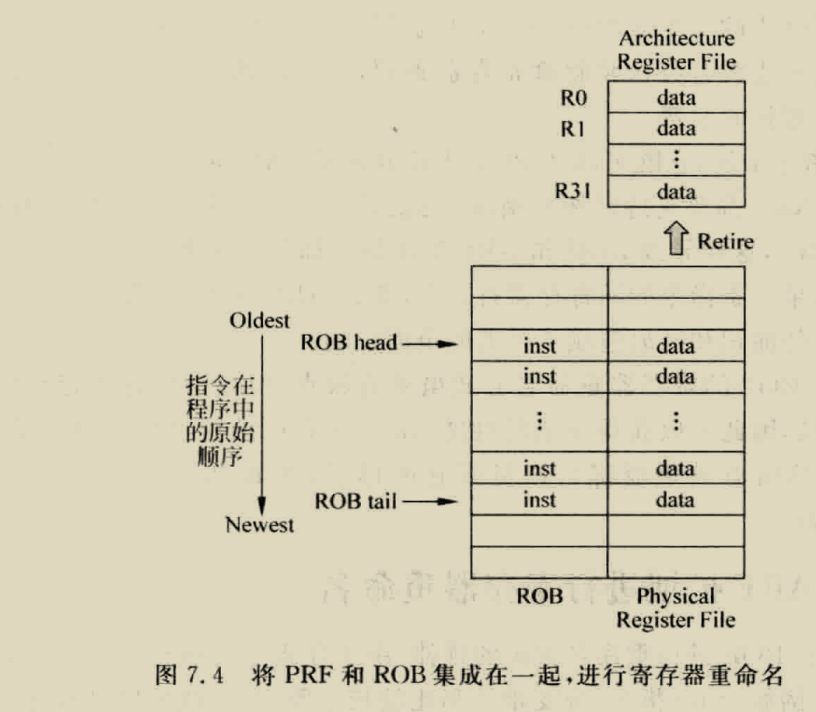 Architecture
Register File
R0 data
R1 data
⋮
R31 data
Retire
Oldest
ROB head inst data
inst data
指令在
程序中
的原始
顺序
⋮ ⋮
inst data
ROB tail inst data
Newest
ROB Physical
Register File
图 7.4 将 PRF 和 ROB 集成在一起,进行寄存器重命名